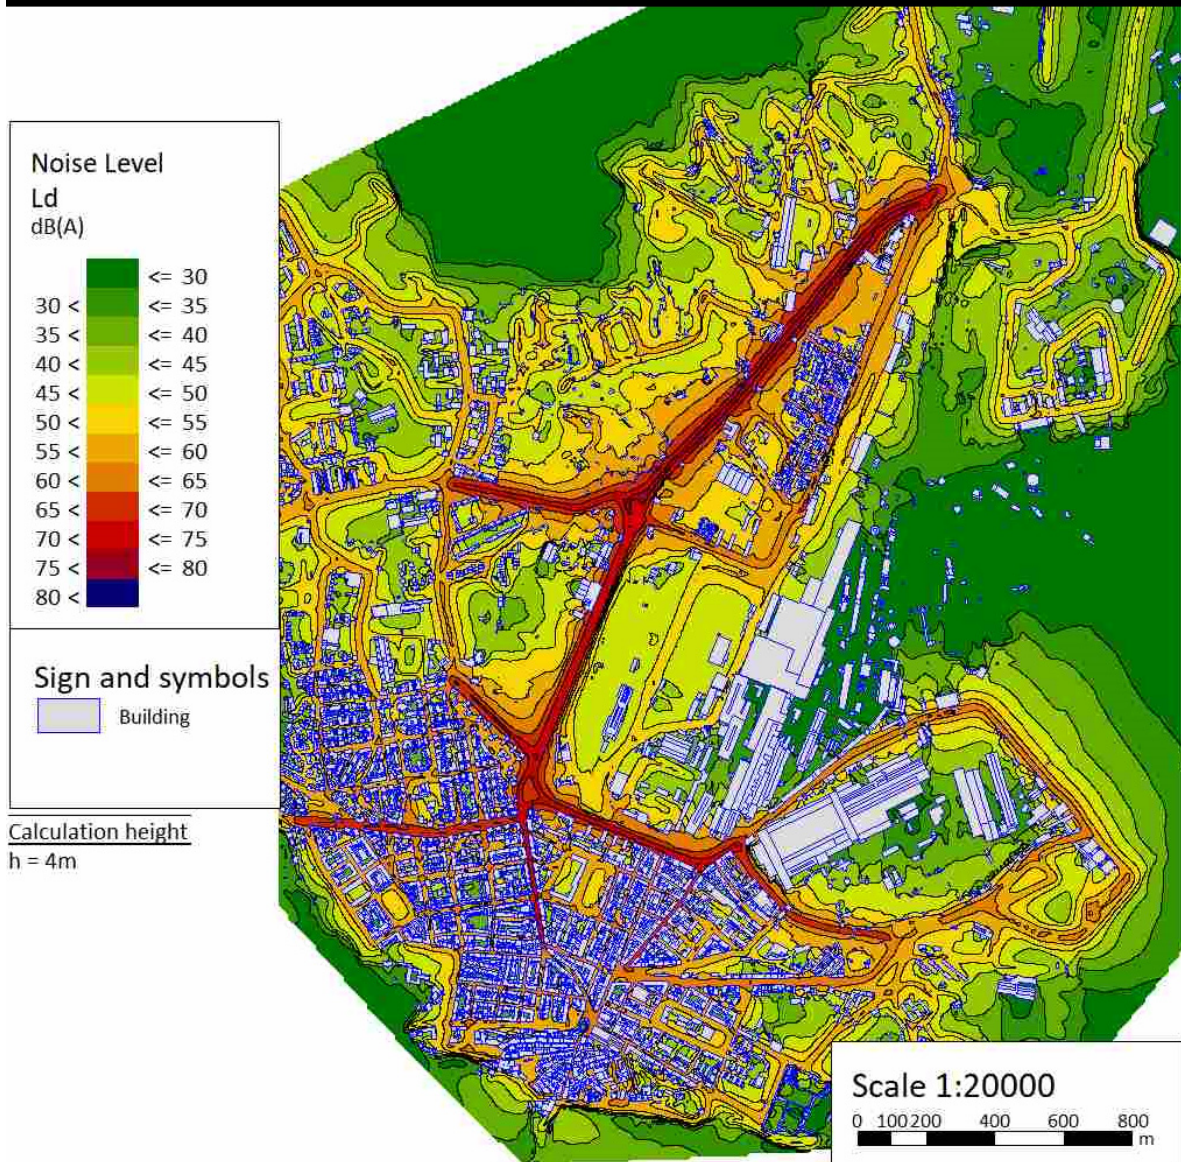 Noise Level
Ld
dB(A)
<= 30
30 < <= 35
35 < <= 40
40 < <= 45
45 < <= 50
50 < <= 55
55 < <= 60
60 < <= 65
65 < <= 70
70 < <= 75
75 < <= 80
80 <
Sign and symbols
Building
Calculation height
h = 4m
Scale 1:20000
0 100 200 400 600 800
m